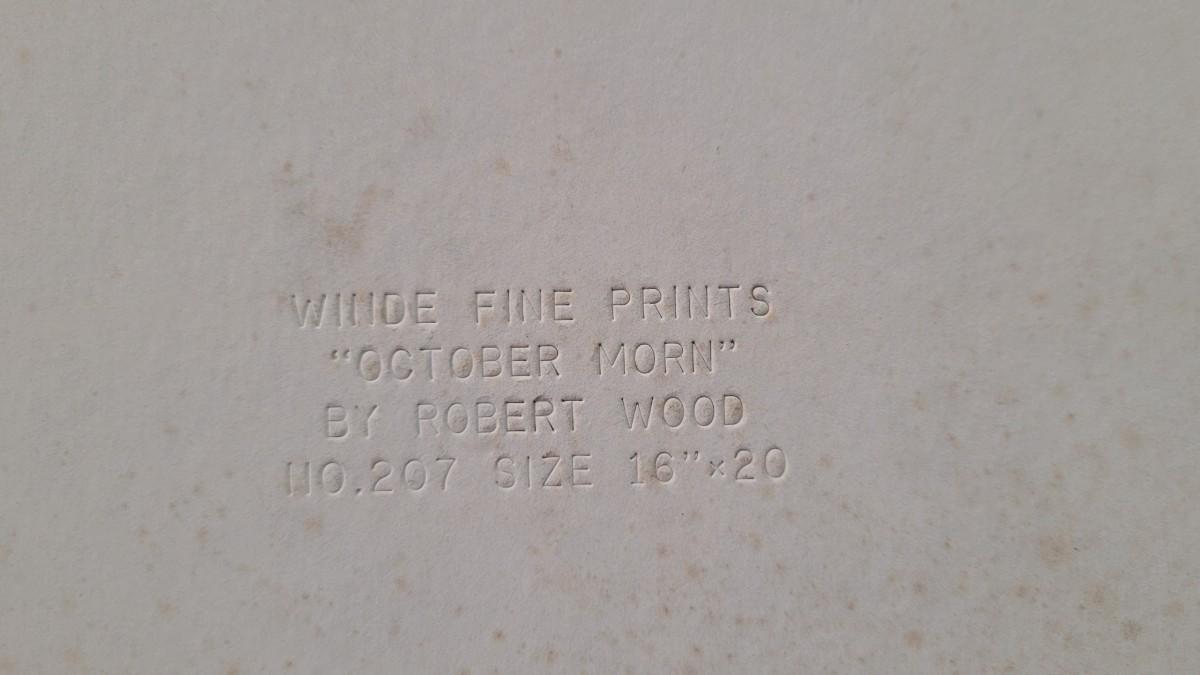 WINDE FINE PRINTS
“OCTOBER MORN”
BY ROBERT WOOD
NO.207 SIZE 16”×20